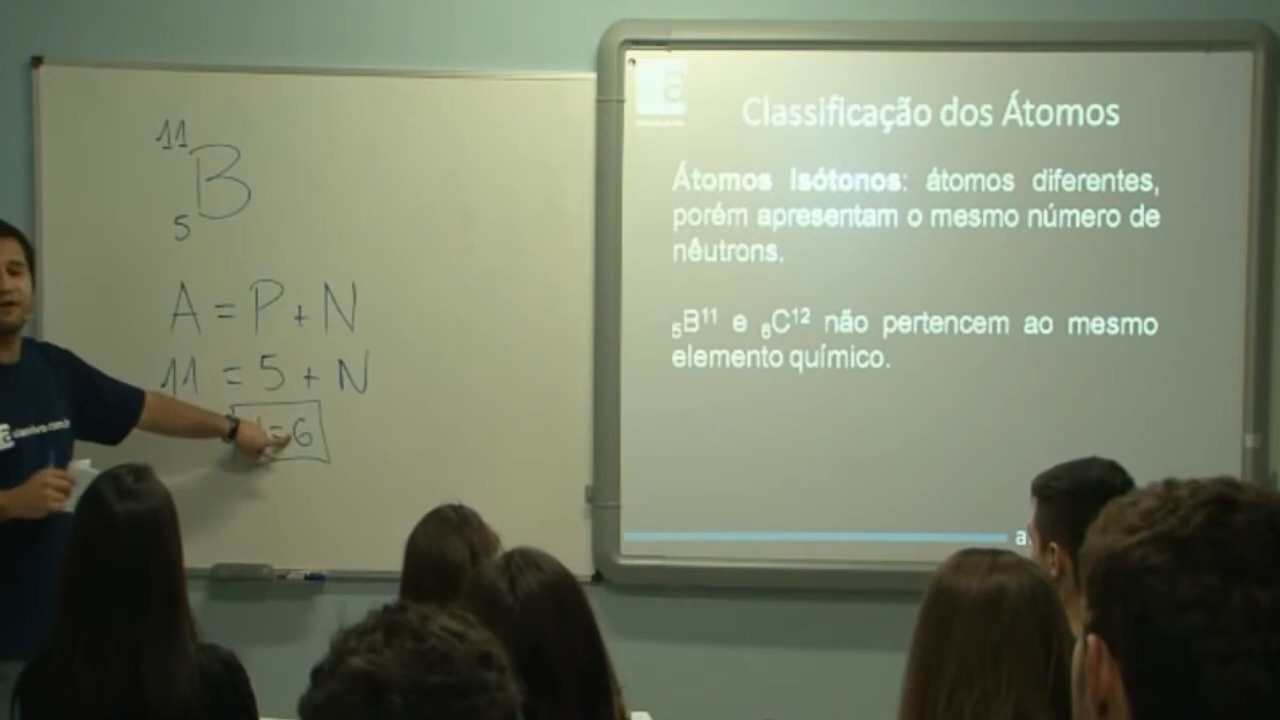 11
B
5
A = P + N
11 = 5 + N
=6
a
Classificação dos Átomos
Átomos Isótonos: átomos diferentes,
porém apresentam o mesmo número de
nêutrons.
₅B¹¹ e ₆C¹² não pertencem ao mesmo
elemento químico.
a